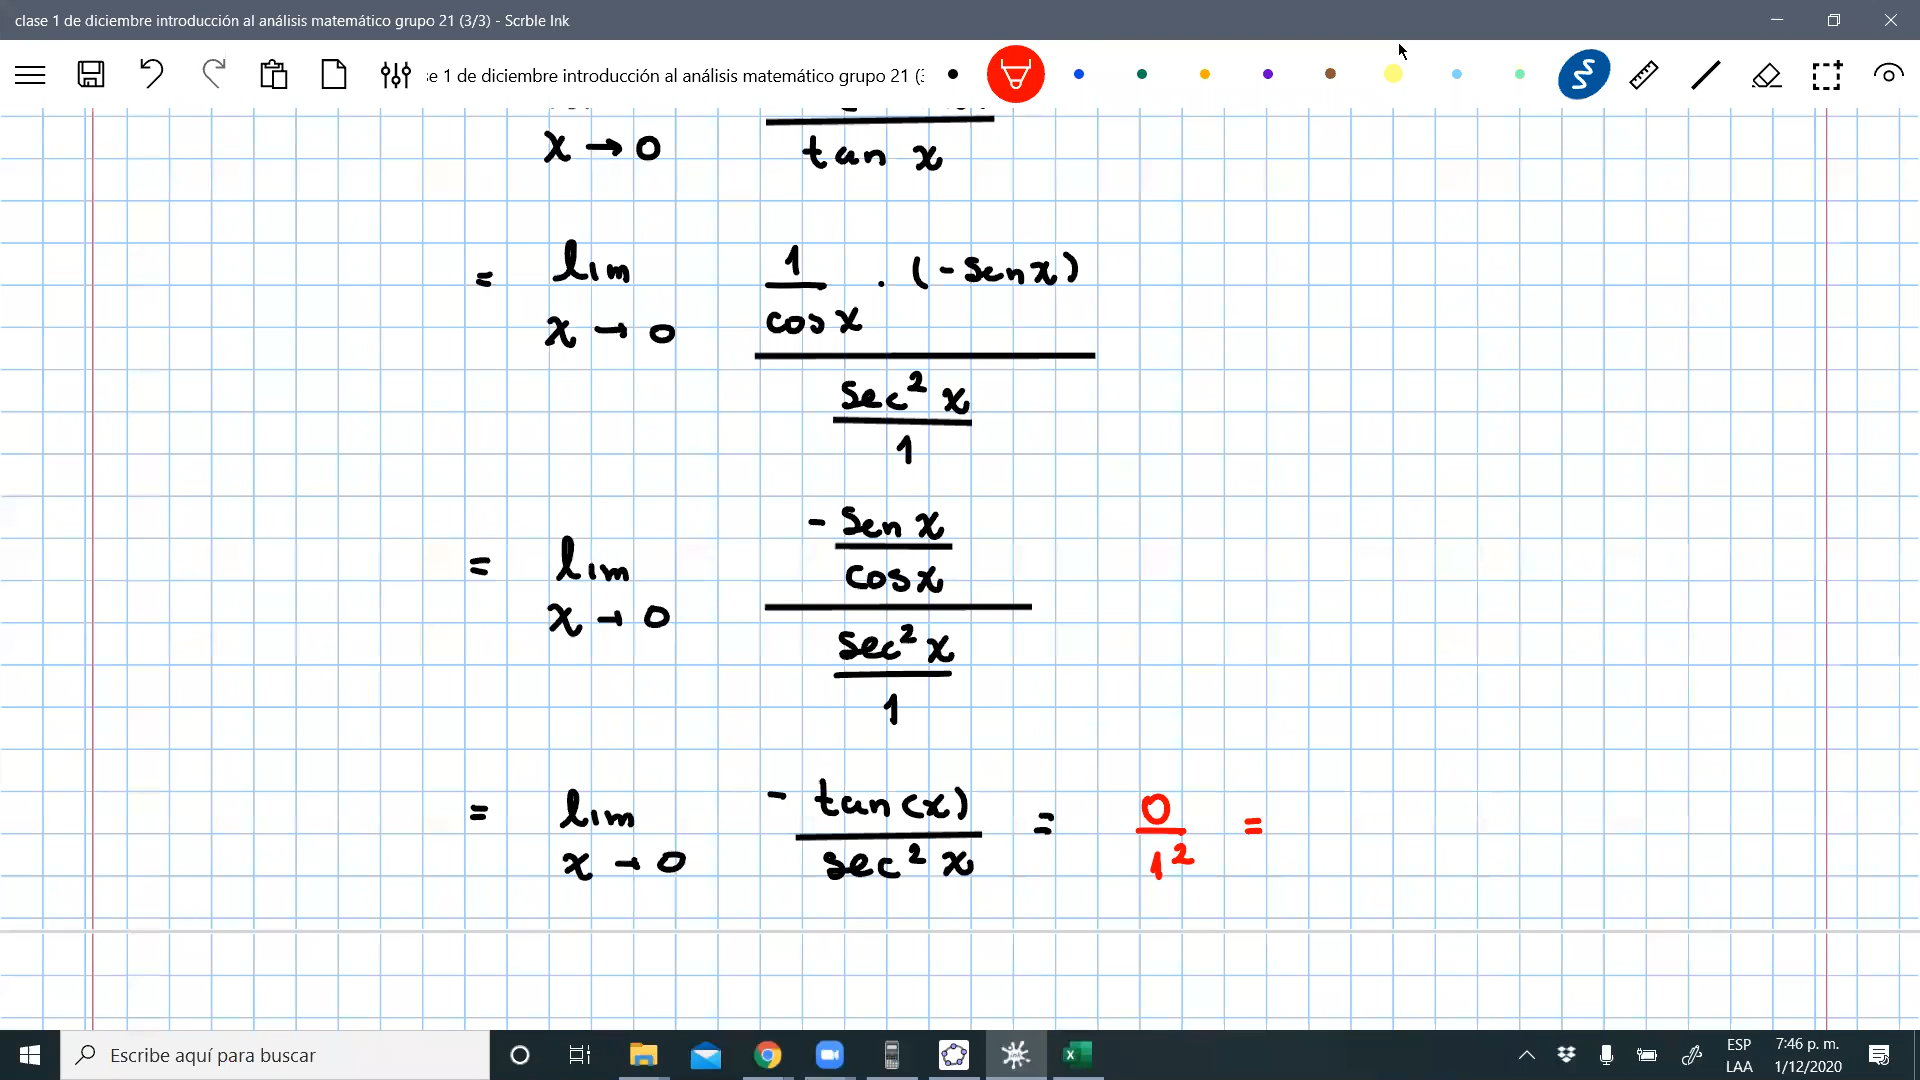 clase 1 de diciembre introducción al análisis matemático grupo 21 (3/3) - Scrble Ink
se 1 de diciembre introducción al análisis matemático grupo 21 (3
x → 0 tan x
= lim x → 0 1/cos x · (-sen x) / sec² x/1
= lim x → 0 - sen x/cos x / sec² x/1
= lim x → 0 - tan(x)/sec² x = 0/1² =
Escribe aquí para buscar
ESP
LAA
7:46 p. m.
1/12/2020